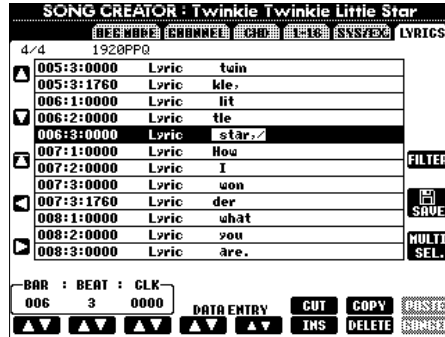 SONG CREATOR : Twinkie Twinkie Little Star
REC MODE CHANNEL CHD 1-16 SYS/EX. LYRICS
4/4 1920PPQ
005:3:0000 Lyric twin
005:3:1760 Lyric kle,
006:1:0000 Lyric lit
006:2:0000 Lyric tle
006:3:0000 Lyric star,/
007:1:0000 Lyric How
007:2:0000 Lyric I
007:3:0000 Lyric won
007:3:1760 Lyric der
008:1:0000 Lyric what
008:2:0000 Lyric you
008:3:0000 Lyric are.
FILTER
SAVE
MULTI
SEL.
BAR : BEAT : CLK
006 3 0000
DATA ENTRY
CUT COPY
INS DELETE